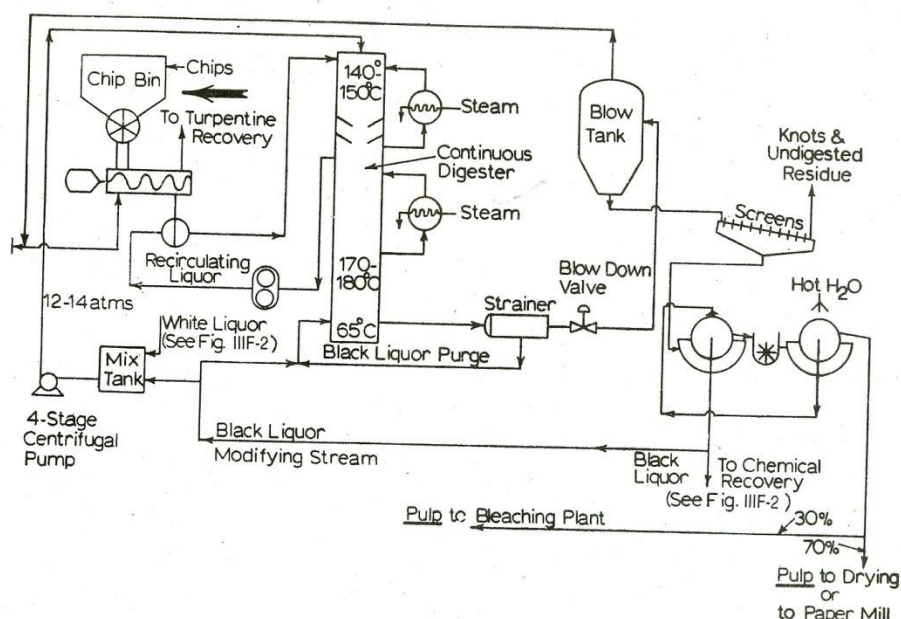 Chip Bin
Chips
To Turpentine
Recovery
140-
150°C
Steam
Continuous
Digester
Steam
170-
180°C
65°C
Recirculating
Liquor
12-14atms
White Liquor
(See Fig. IIIF-2)
Mix
Tank
4-Stage
Centrifugal
Pump
Black Liquor Purge
Strainer
Blow Down
Valve
Blow
Tank
Knots &
Undigested
Residue
Screens
Hot H₂O
Black Liquor
Modifying Stream
Black
Liquor
To Chemical
Recovery
(See Fig. IIIF-2)
Pulp to Bleaching Plant
30%
70%
Pulp to Drying
or
to Paper Mill